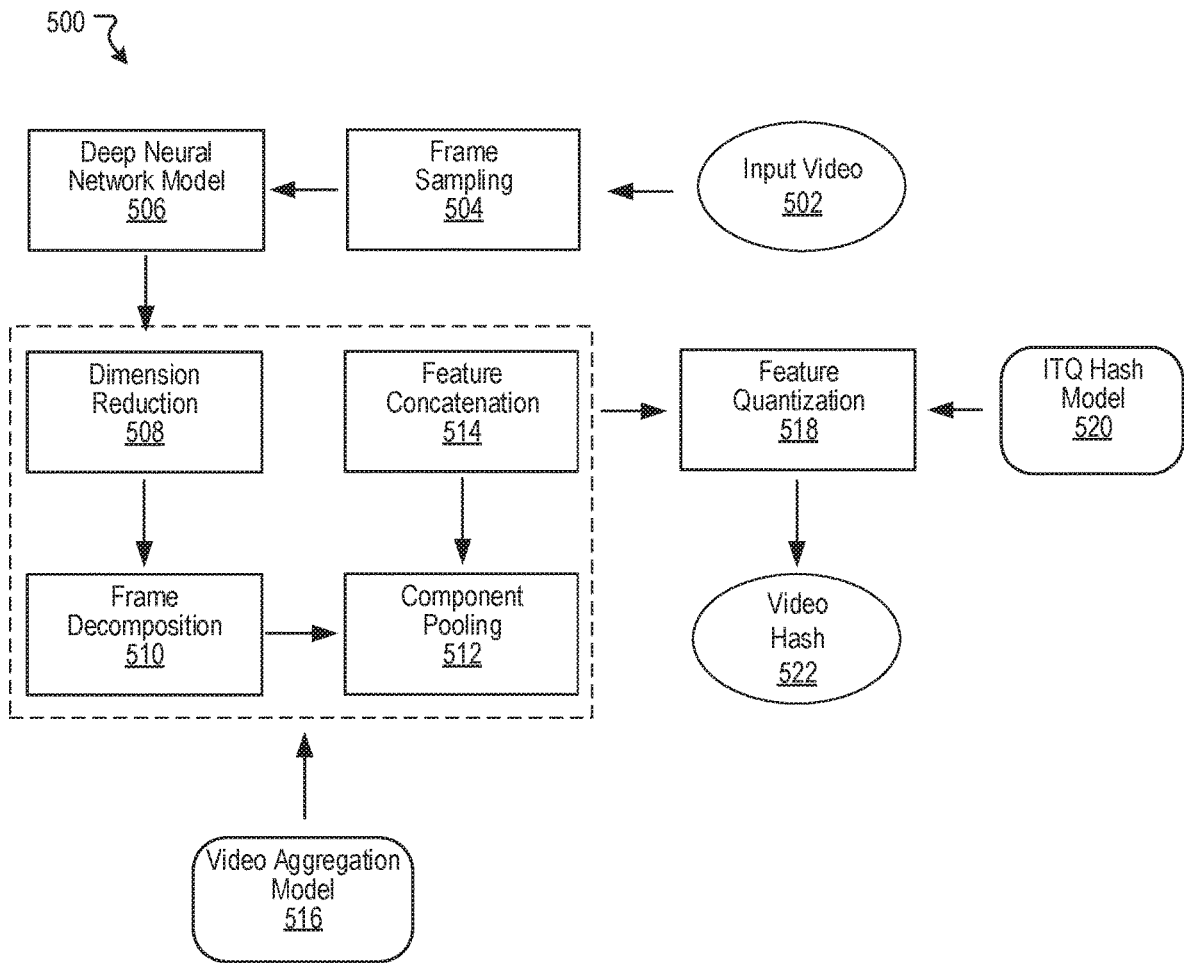 500
Deep Neural
Network Model
506
Frame
Sampling
504
Input Video
502
Dimension
Reduction
508
Feature
Concatenation
514
Feature
Quantization
518
ITQ Hash
Model
520
Frame
Decomposition
510
Component
Pooling
512
Video
Hash
522
Video Aggregation
Model
516